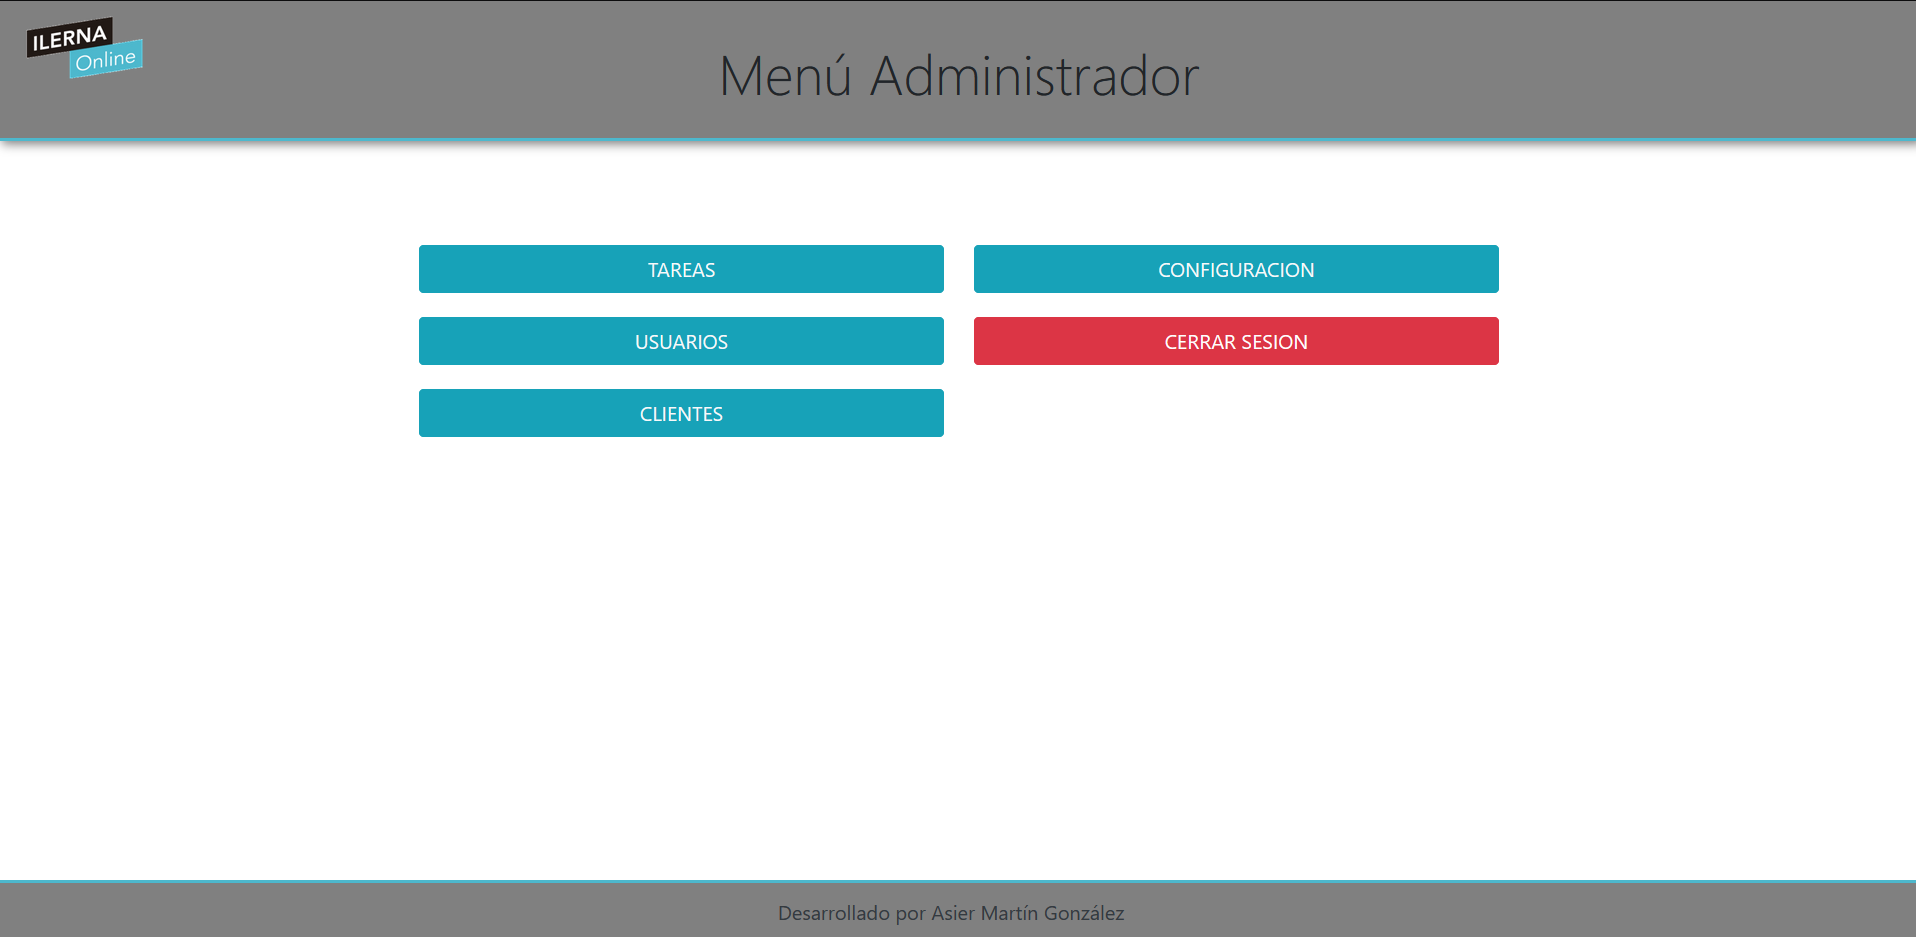 ILERNA
Online
Menú Administrador
TAREAS
CONFIGURACION
USUARIOS
CERRAR SESION
CLIENTES
Desarrollado por Asier Martín González